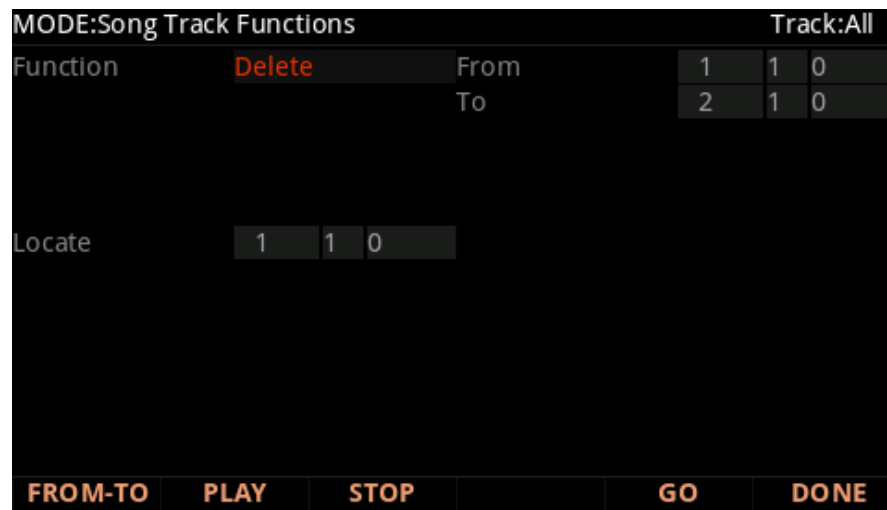 MODE:Song Track Functions Track:All
Function Delete From 1 1 0
To 2 1 0
Locate 1 1 0
FROM-TO PLAY STOP GO DONE